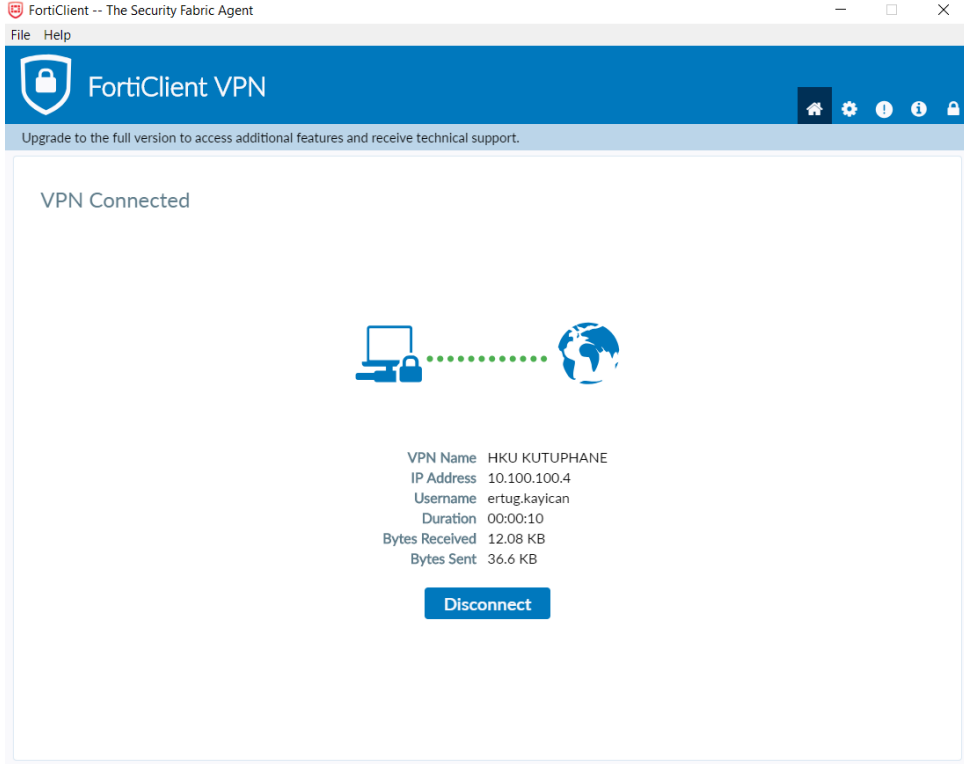 FortiClient -- The Security Fabric Agent
File Help
FortiClient VPN
Upgrade to the full version to access additional features and receive technical support.
VPN Connected
VPN Name HKU KUTUPHANE
IP Address 10.100.100.4
Username ertug.kayican
Duration 00:00:10
Bytes Received 12.08 KB
Bytes Sent 36.6 KB
Disconnect